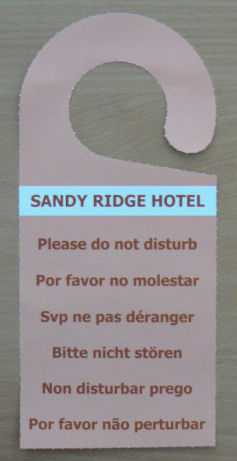 SANDY RIDGE HOTEL
Please do not disturb
Por favor no molestar
Svp ne pas déranger
Bitte nicht stören
Non disturbar prego
Por favor não perturbar